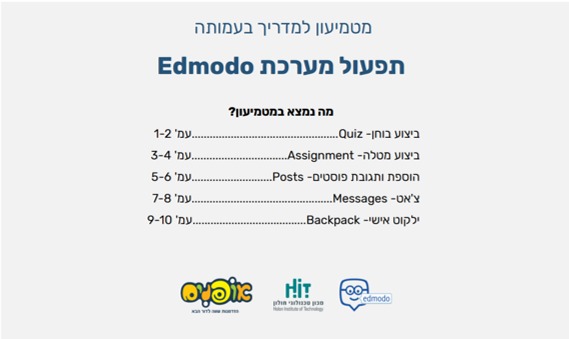 מטמיעון למדריך בעמותה
תפעול מערכת Edmodo
מה נמצא במטמיעון?
ביצוע בוחן- Quiz............................................עמ' 1-2
ביצוע מטלה- Assignment.............................עמ' 3-4
הוספת ותגובת פוסטים- Posts........................עמ' 5-6
צ'אט- Messages..........................................עמ' 7-8
ילקוט אישי- Backpack..................................עמ' 9-10
אופנים
הזדמנות שווה לדור הבא
HIT
מכון טכנולוגי חולון
Holon Institute of Technology
edmodo